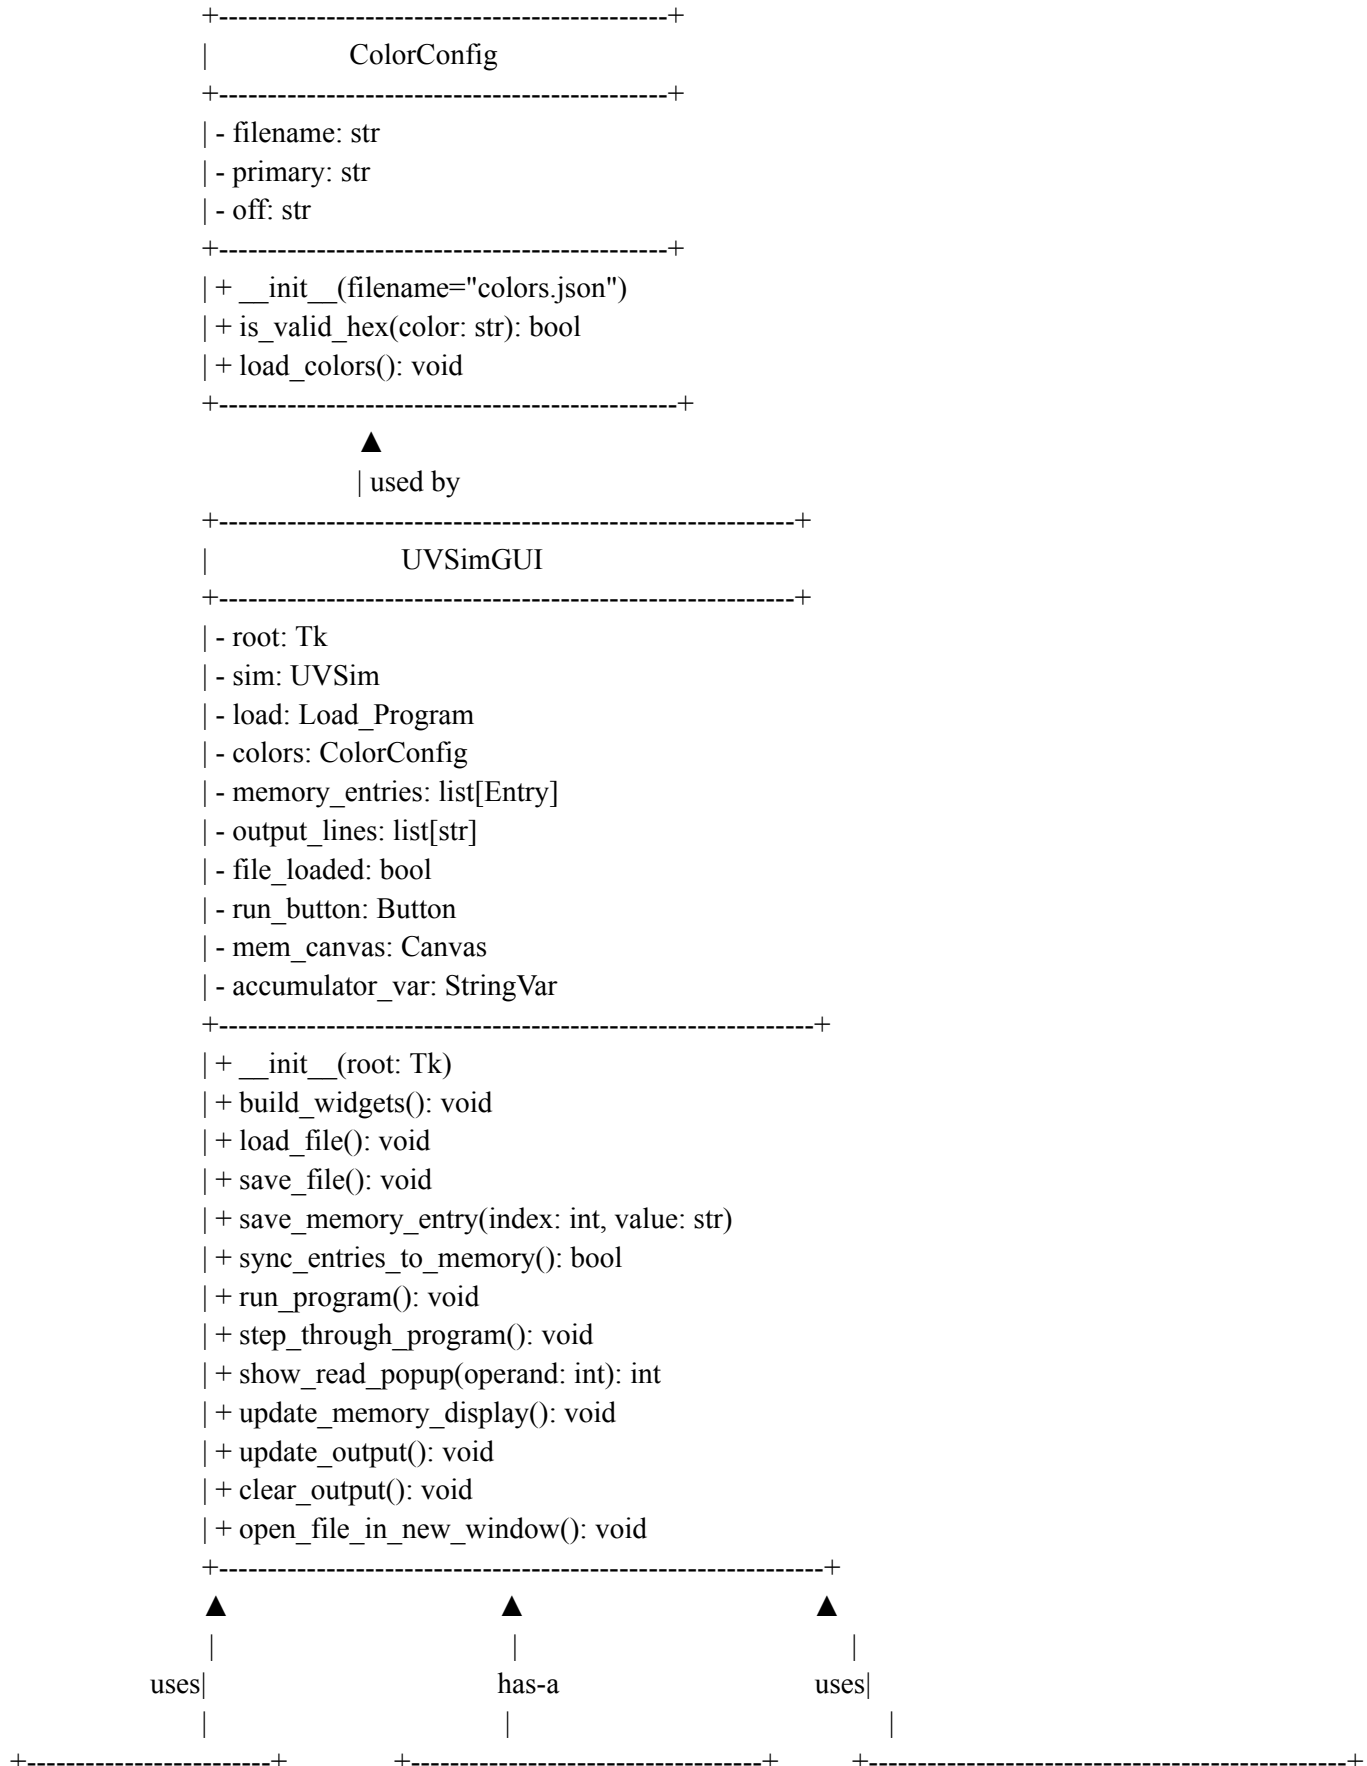 +----------------------------------------------+
| ColorConfig
+----------------------------------------------+
| - filename: str
| - primary: str
| - off: str
+----------------------------------------------+
| + __init__(filename="colors.json")
| + is_valid_hex(color: str): bool
| + load_colors(): void
+-----------------------------------------------+
▲
| used by
+-----------------------------------------------------------+
| UVSimGUI
+-----------------------------------------------------------+
| - root: Tk
| - sim: UVSim
| - load: Load_Program
| - colors: ColorConfig
| - memory_entries: list[Entry]
| - output_lines: list[str]
| - file_loaded: bool
| - run_button: Button
| - mem_canvas: Canvas
| - accumulator_var: StringVar
+-------------------------------------------------------------+
| + __init__(root: Tk)
| + build_widgets(): void
| + load_file(): void
| + save_file(): void
| + save_memory_entry(index: int, value: str)
| + sync_entries_to_memory(): bool
| + run_program(): void
| + step_through_program(): void
| + show_read_popup(operand: int): int
| + update_memory_display(): void
| + update_output(): void
| + clear_output(): void
| + open_file_in_new_window(): void
+--------------------------------------------------------------+
▲ ▲ ▲
| | |
uses| has-a uses|
| | |
+-------------------------+ +------------------------------------+ +-------------------------------------------------+